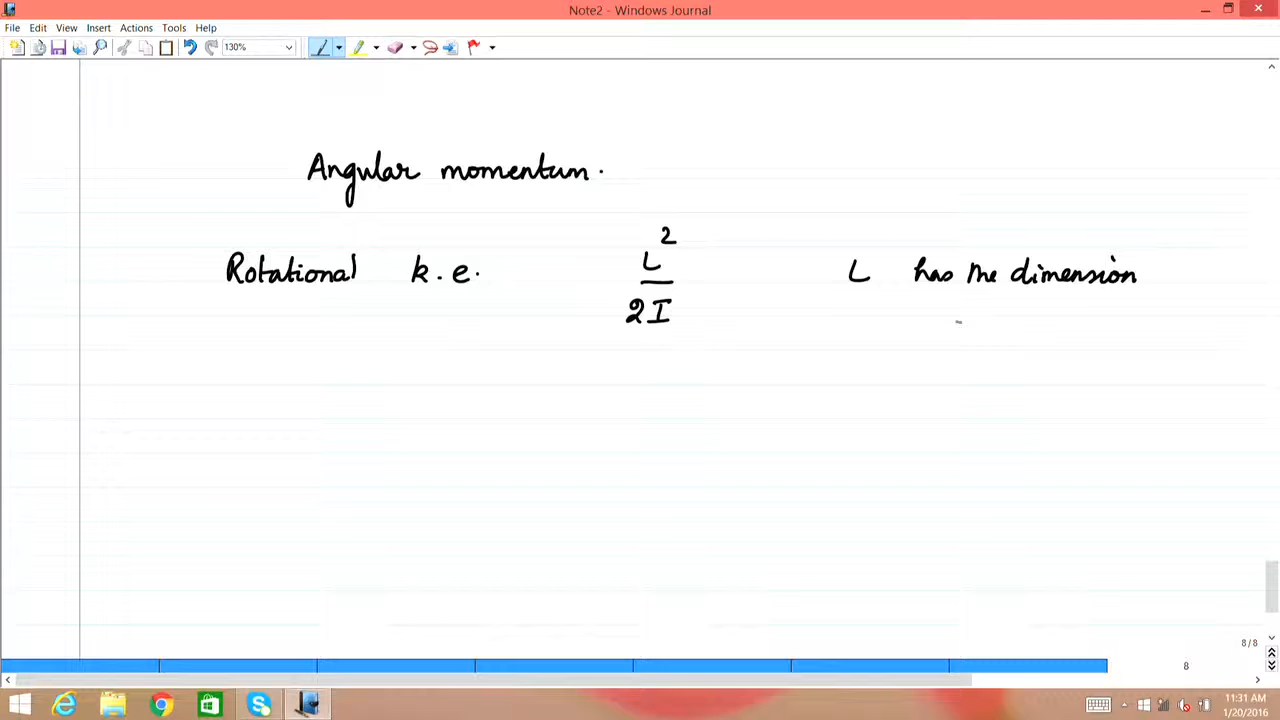 Note2 - Windows Journal
File Edit View Insert Actions Tools Help
130%
Angular momentum.
Rotational k.e. L² / 2I L has the dimension
8/8
8
11:31 AM
1/20/2016